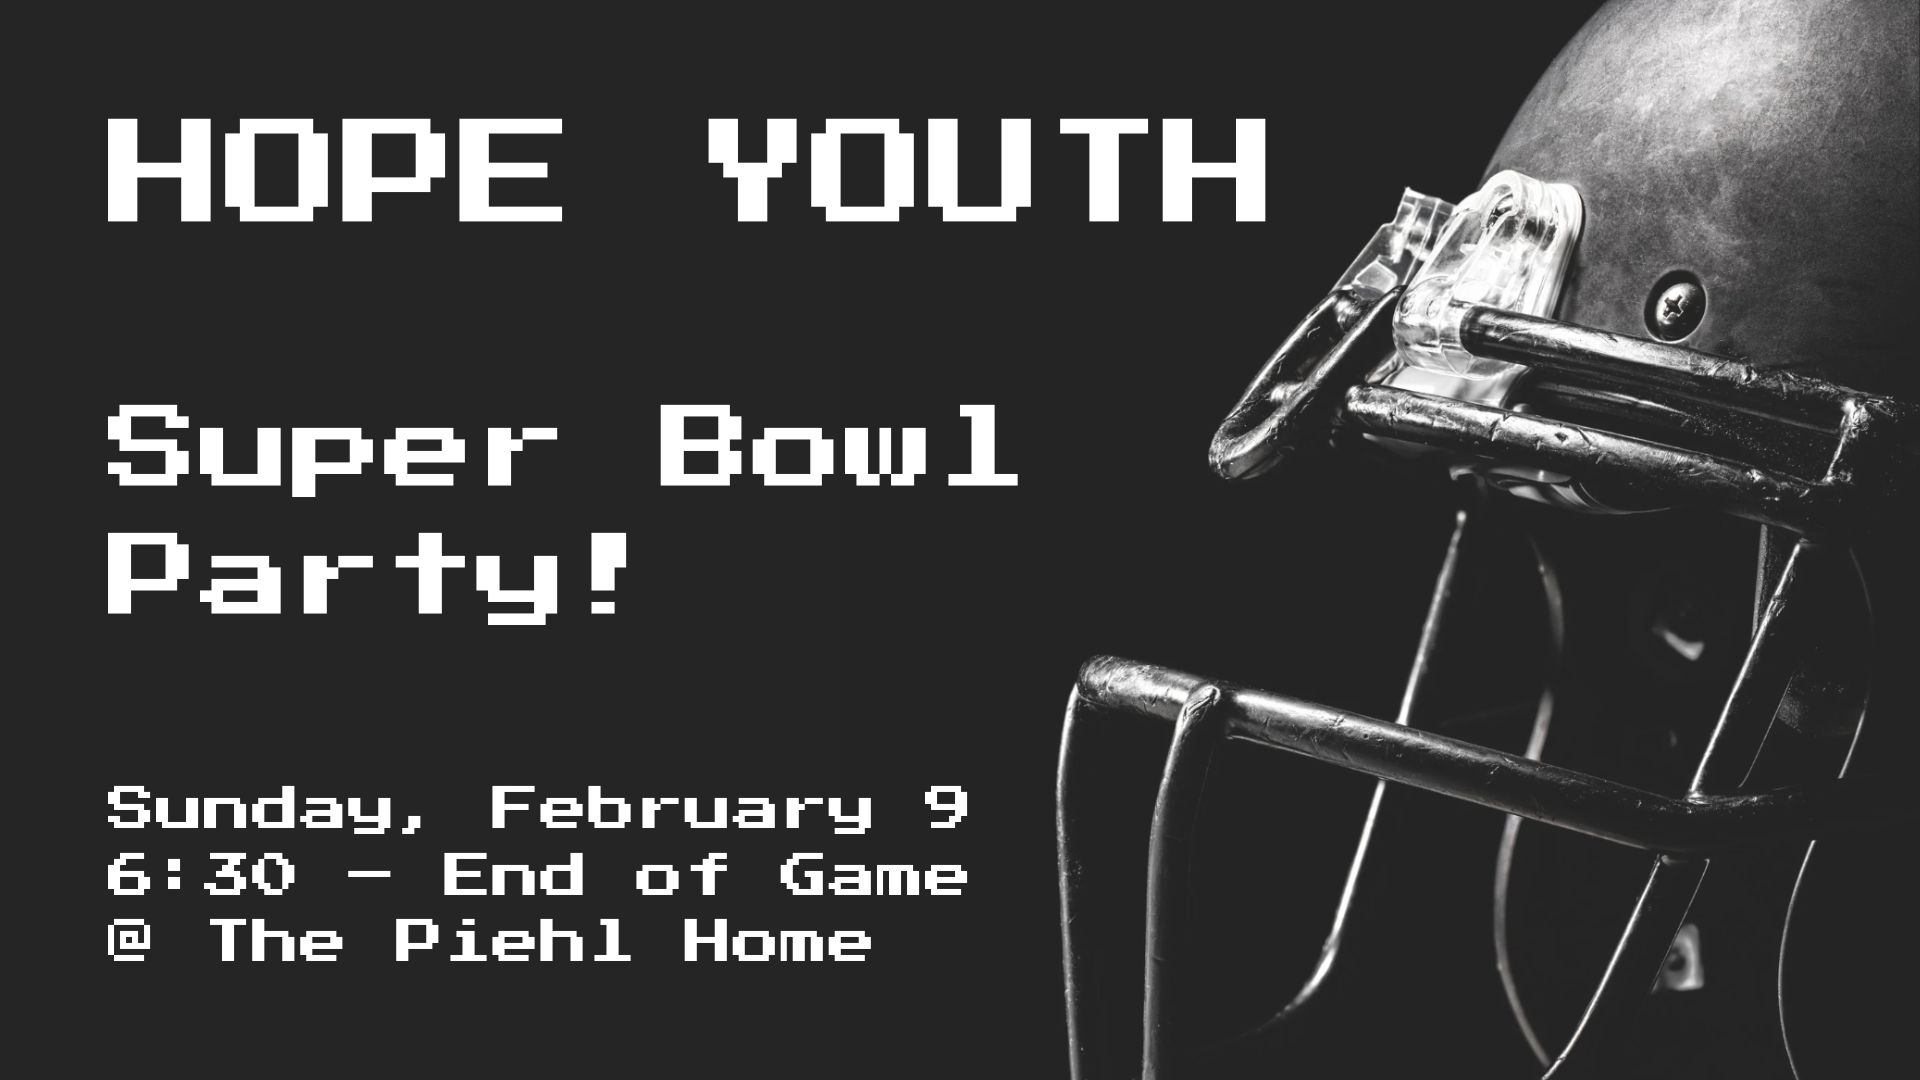 HOPE YOUTH
Super Bowl
Party!
Sunday, February 9
6:30 - End of Game
@ The Piehl Home